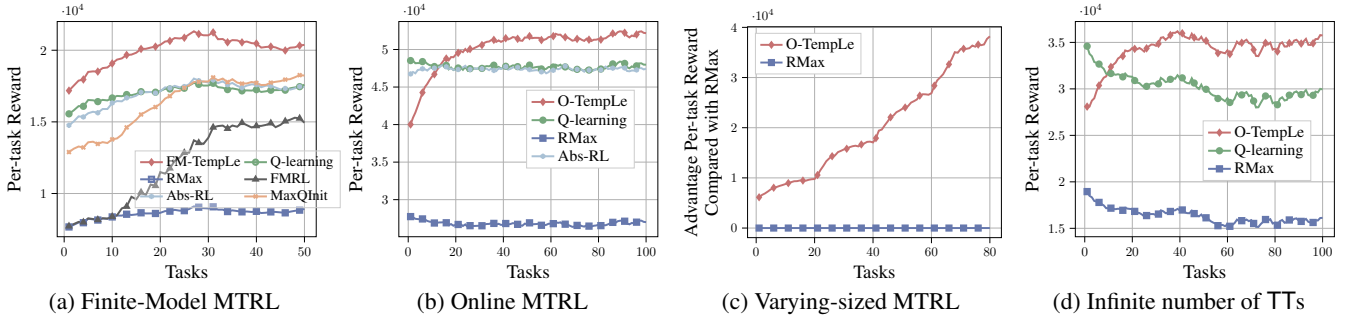 ·10⁴
Per-task Reward
2
1.5
1
FM-TempLe
Q-learning
RMax
FMRL
Abs-RL
MaxQInit
0 10 20 30 40 50
Tasks
(a) Finite-Model MTRL
·10⁴
Per-task Reward
5
4.5
4
3.5
3
O-TempLe
Q-learning
RMax
Abs-RL
0 20 40 60 80 100
Tasks
(b) Online MTRL
·10⁴
Advantage Per-task Reward
Compared with RMax
4
3
2
1
0
O-TempLe
RMax
0 20 40 60 80
Tasks
(c) Varying-sized MTRL
·10⁴
Per-task Reward
3.5
3
2.5
2
1.5
O-TempLe
Q-learning
RMax
0 20 40 60 80 100
Tasks
(d) Infinite number of TTs